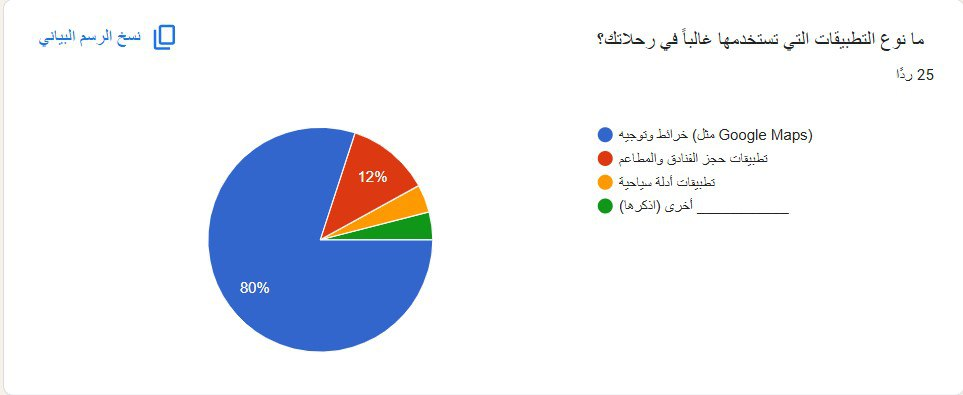 ما نوع التطبيقات التي تستخدمها غالباً في رحلاتك؟
نسخ الرسم البياني
25 ردًا
خرائط وتوجيه (مثل Google Maps)
تطبيقات حجز الفنادق والمطاعم
تطبيقات أدلة سياحية
أخرى (اذكرها) ____________
12%
80%